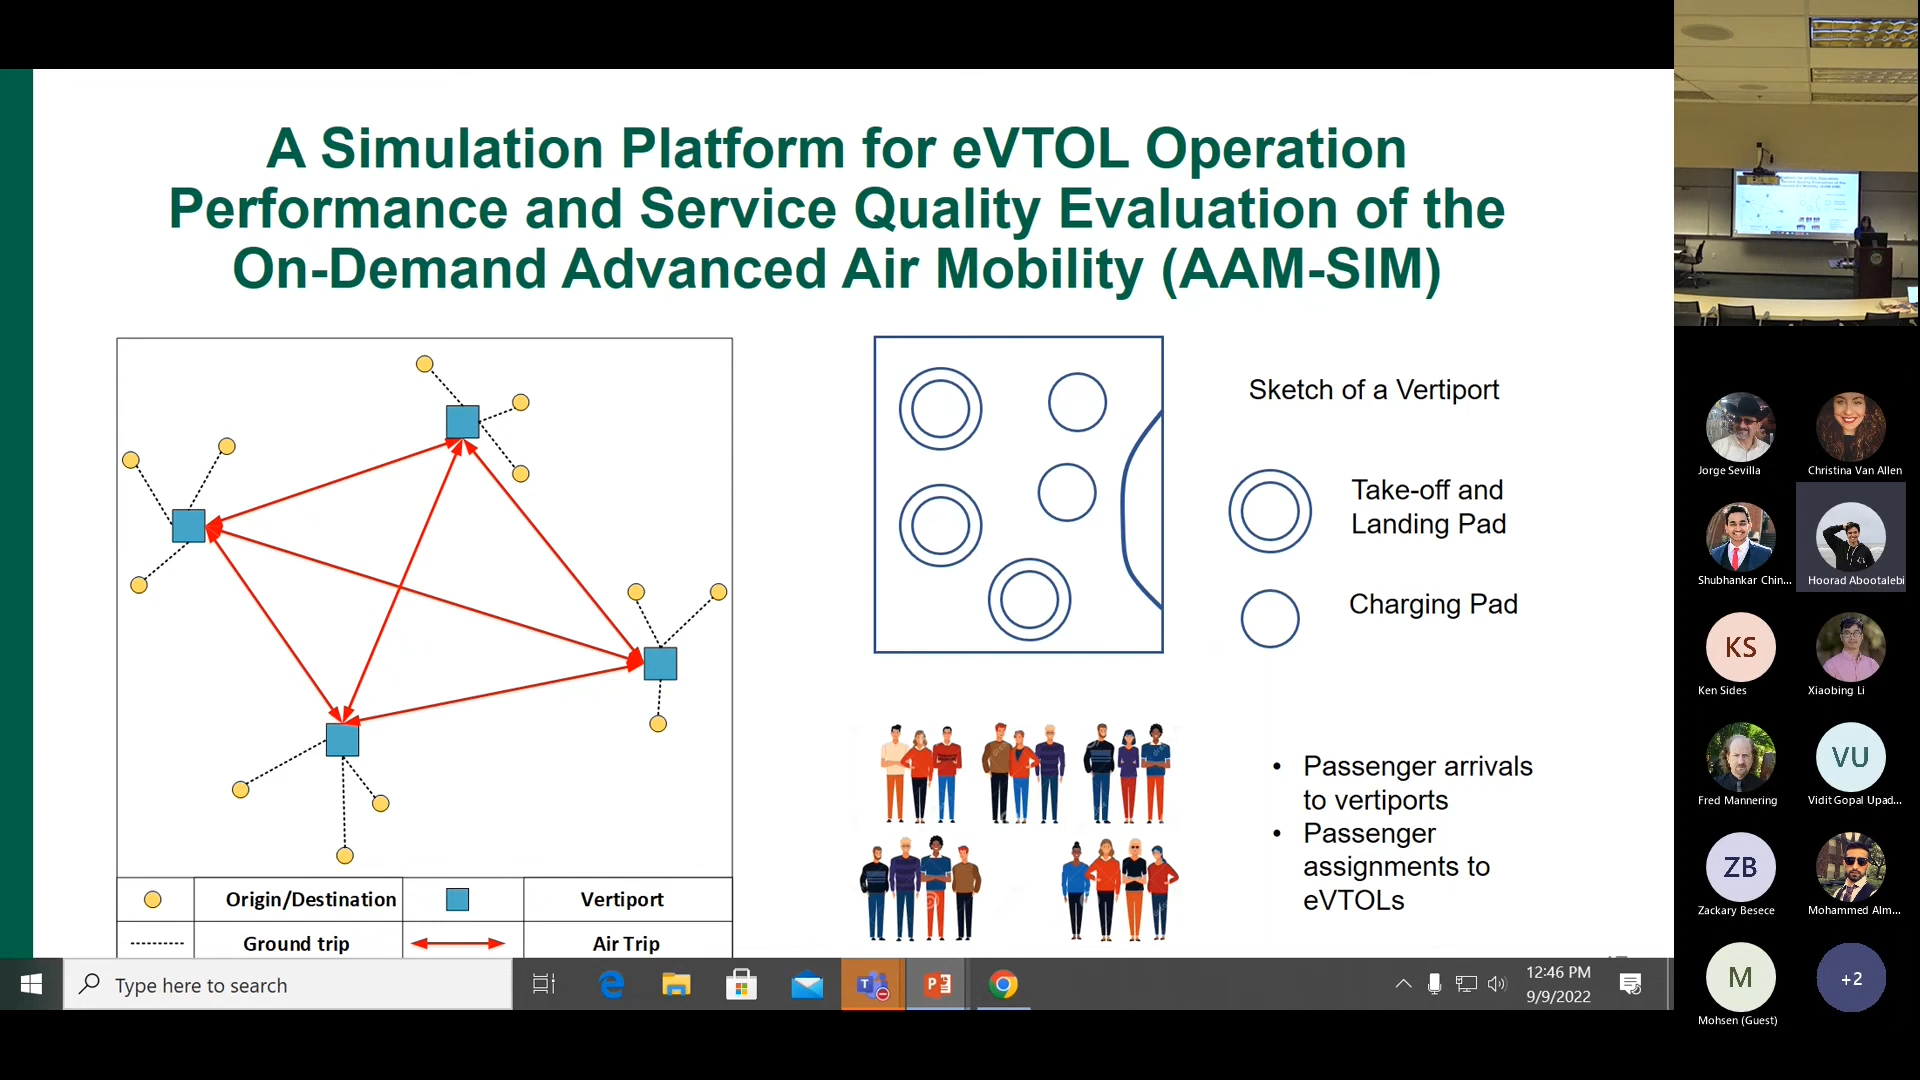 A Simulation Platform for eVTOL Operation
Performance and Service Quality Evaluation of the
On-Demand Advanced Air Mobility (AAM-SIM)
Sketch of a Vertiport
Take-off and
Landing Pad
Charging Pad
• Passenger arrivals
to vertiports
• Passenger
assignments to
eVTOLs
Origin/Destination
Vertiport
Ground trip
Air Trip
Type here to search
12:46 PM
9/9/2022
Jorge Sevilla
Christina Van Allen
Shubhankar Chin...
Hoorad Abootalebi
KS
Ken Sides
Xiaobing Li
Fred Mannering
VU
Vidit Gopal Upad...
ZB
Zackary Besece
Mohammed Alm...
M
Mohsen (Guest)
+2